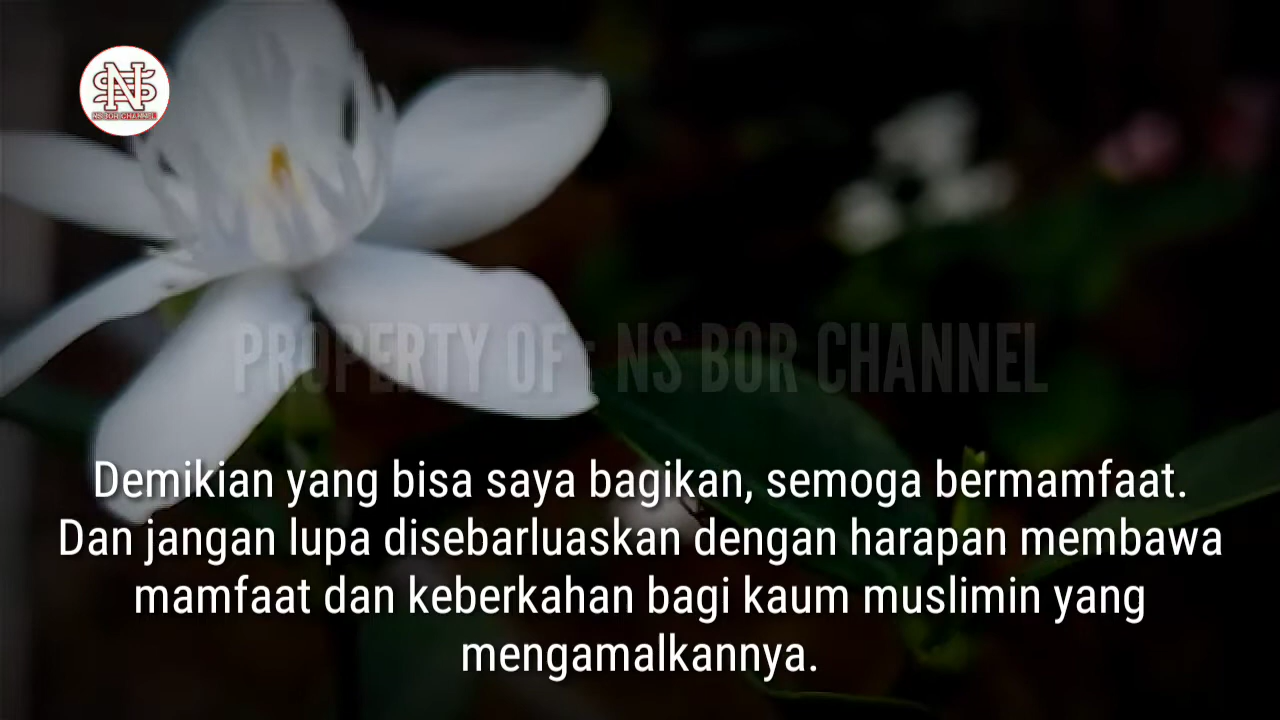 NS
NS BOR CHANNEL
PROPERTY OF : NS BOR CHANNEL
Demikian yang bisa saya bagikan, semoga bermamfaat.
Dan jangan lupa disebarluaskan dengan harapan membawa
mamfaat dan keberkahan bagi kaum muslimin yang
mengamalkannya.